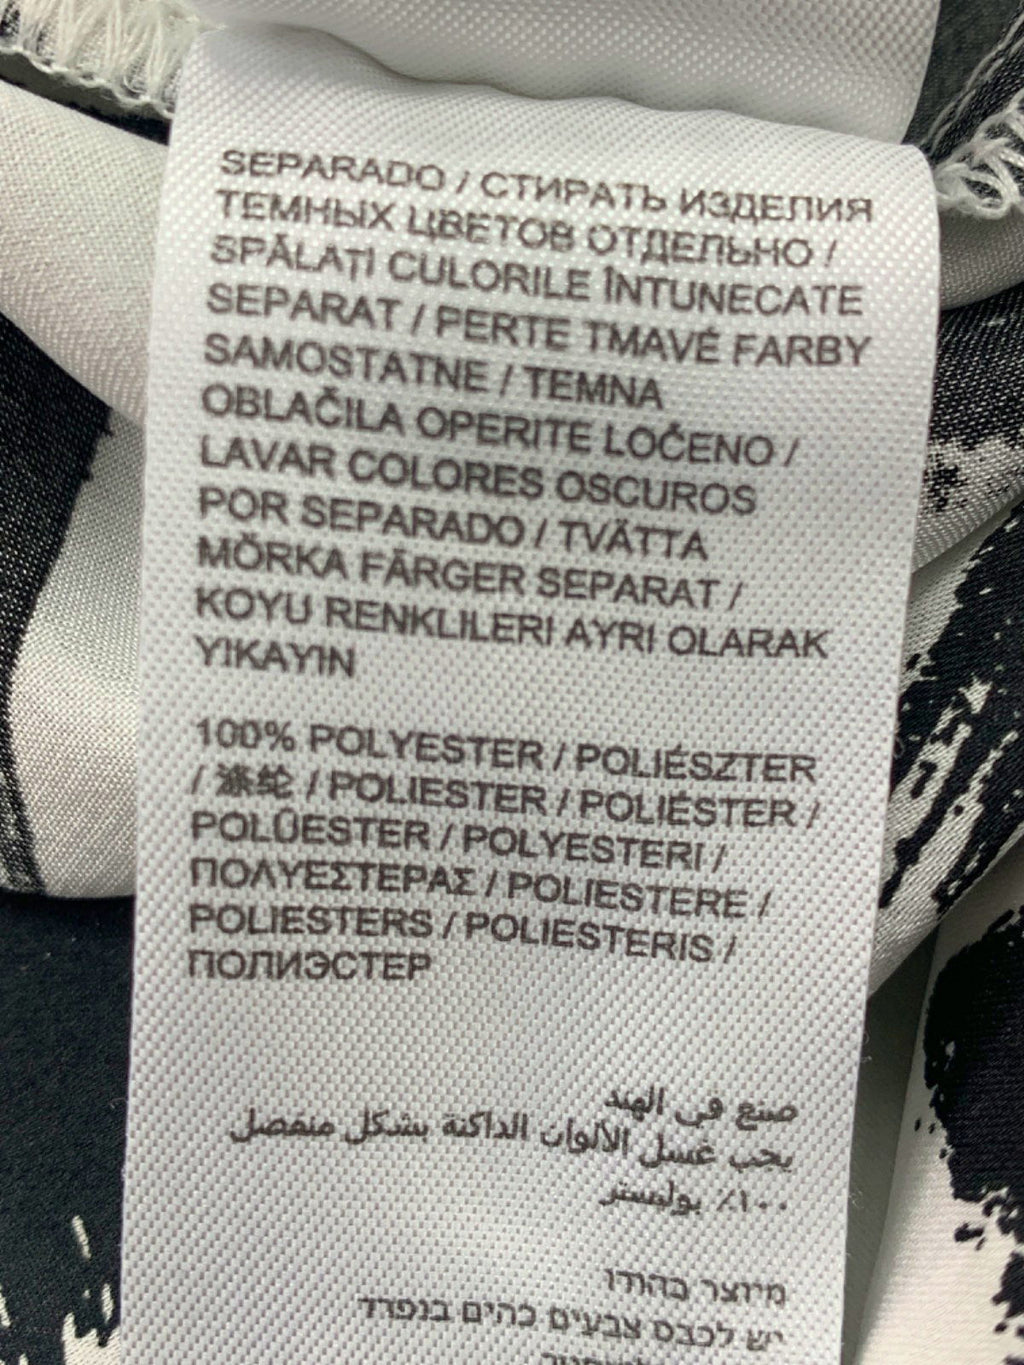 SEPARADO / СТИРАТЬ ИЗДЕЛИЯ
ТЕМНЫХ ЦВЕТОВ ОТДЕЛЬНО /
SPĂLAȚI CULORILE ÎNTUNECATE
SEPARAT / PERTE TMAVÉ FARBY
SAMOSTATNE / TEMNA
OBLAČILA OPERITE LOČENO /
LAVAR COLORES OSCUROS
POR SEPARADO / TVÄTTA
MÖRKA FÄRGER SEPARAT /
KOYU RENKLILERI AYRI OLARAK
YIKAYIN
100% POLYESTER / POLIÉSZTER
/ 涤纶 / POLIESTER / POLIÉSTER /
POLÜESTER / POLYESTERI /
ΠΟΛΥΕΣΤΕΡΑΣ / POLIESTERE /
POLIESTERS / POLIESTERIS /
ПОЛИЭСТЕР
صنع في الهند
يجب غسل الألوان الداكنة بشكل منفصل
١٠٠٪ بوليستر
מיוצר בהודו
יש לכבס צבעים כהים בנפרד